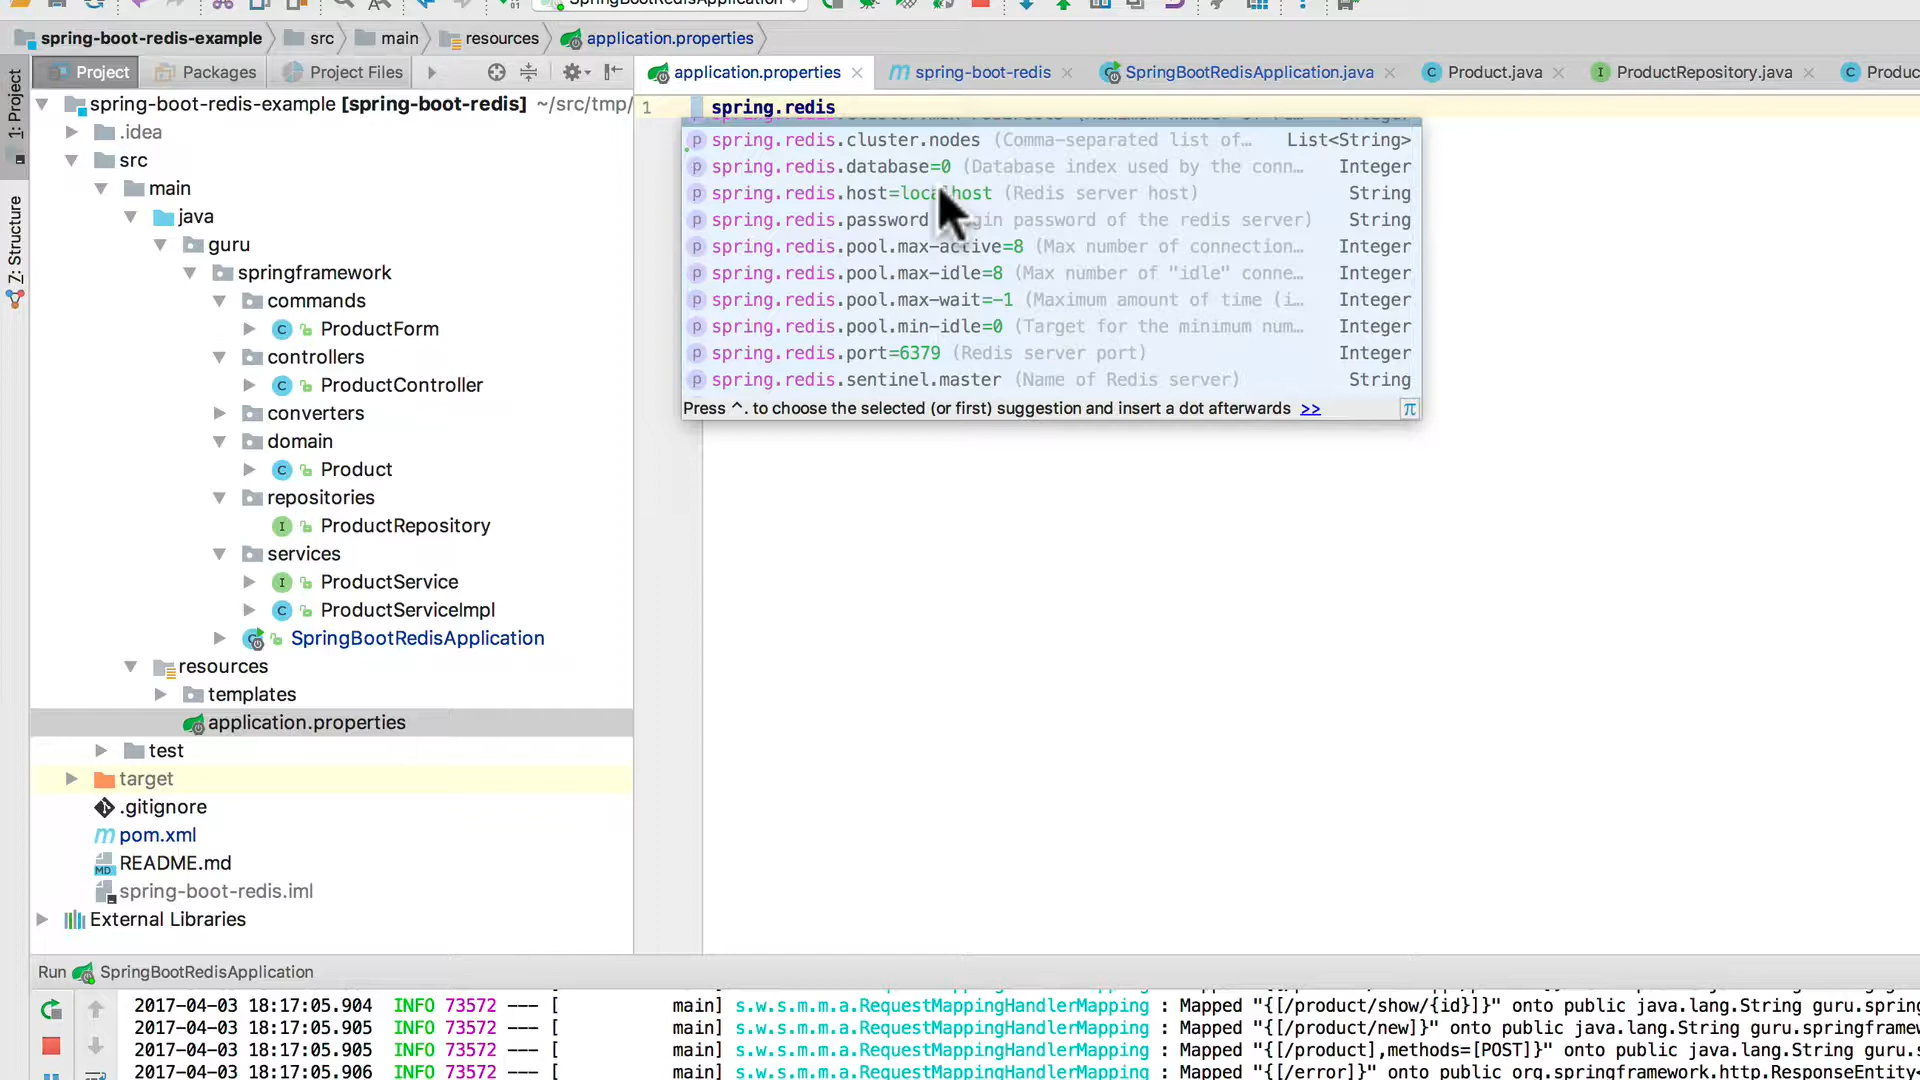 SpringBootRedisApplication
spring-boot-redis-example src main resources application.properties
1: Project
Z: Structure
Project Packages Project Files
application.properties spring-boot-redis SpringBootRedisApplication.java Product.java ProductRepository.java Produc
spring-boot-redis-example [spring-boot-redis] ~/src/tmp/
.idea
src
main
java
guru
springframework
commands
ProductForm
controllers
ProductController
converters
domain
Product
repositories
ProductRepository
services
ProductService
ProductServiceImpl
SpringBootRedisApplication
resources
templates
application.properties
test
target
.gitignore
pom.xml
README.md
spring-boot-redis.iml
External Libraries
1 spring.redis
spring.redis.cluster.nodes (Comma-separated list of… List<String>
spring.redis.database=0 (Database index used by the conn… Integer
spring.redis.host=localhost (Redis server host) String
spring.redis.password password of the redis server) String
spring.redis.pool.max-active=8 (Max number of connection… Integer
spring.redis.pool.max-idle=8 (Max number of "idle" conne… Integer
spring.redis.pool.max-wait=-1 (Maximum amount of time (i… Integer
spring.redis.pool.min-idle=0 (Target for the minimum num… Integer
spring.redis.port=6379 (Redis server port) Integer
spring.redis.sentinel.master (Name of Redis server) String
Press ^. to choose the selected (or first) suggestion and insert a dot afterwards >> π
Run SpringBootRedisApplication
2017-04-03 18:17:05.904 INFO 73572 --- [ main] s.w.s.m.m.a.RequestMappingHandlerMapping : Mapped "{[/product/show/{id}]}" onto public java.lang.String guru.spring
2017-04-03 18:17:05.905 INFO 73572 --- [ main] s.w.s.m.m.a.RequestMappingHandlerMapping : Mapped "{[/product/new]}" onto public java.lang.String guru.springframew
2017-04-03 18:17:05.905 INFO 73572 --- [ main] s.w.s.m.m.a.RequestMappingHandlerMapping : Mapped "{[/product],methods=[POST]}" onto public java.lang.String guru.s
2017-04-03 18:17:05.906 INFO 73572 --- [ main] s.w.s.m.m.a.RequestMappingHandlerMapping : Mapped "{[/error]}" onto public org.springframework.http.ResponseEntity<